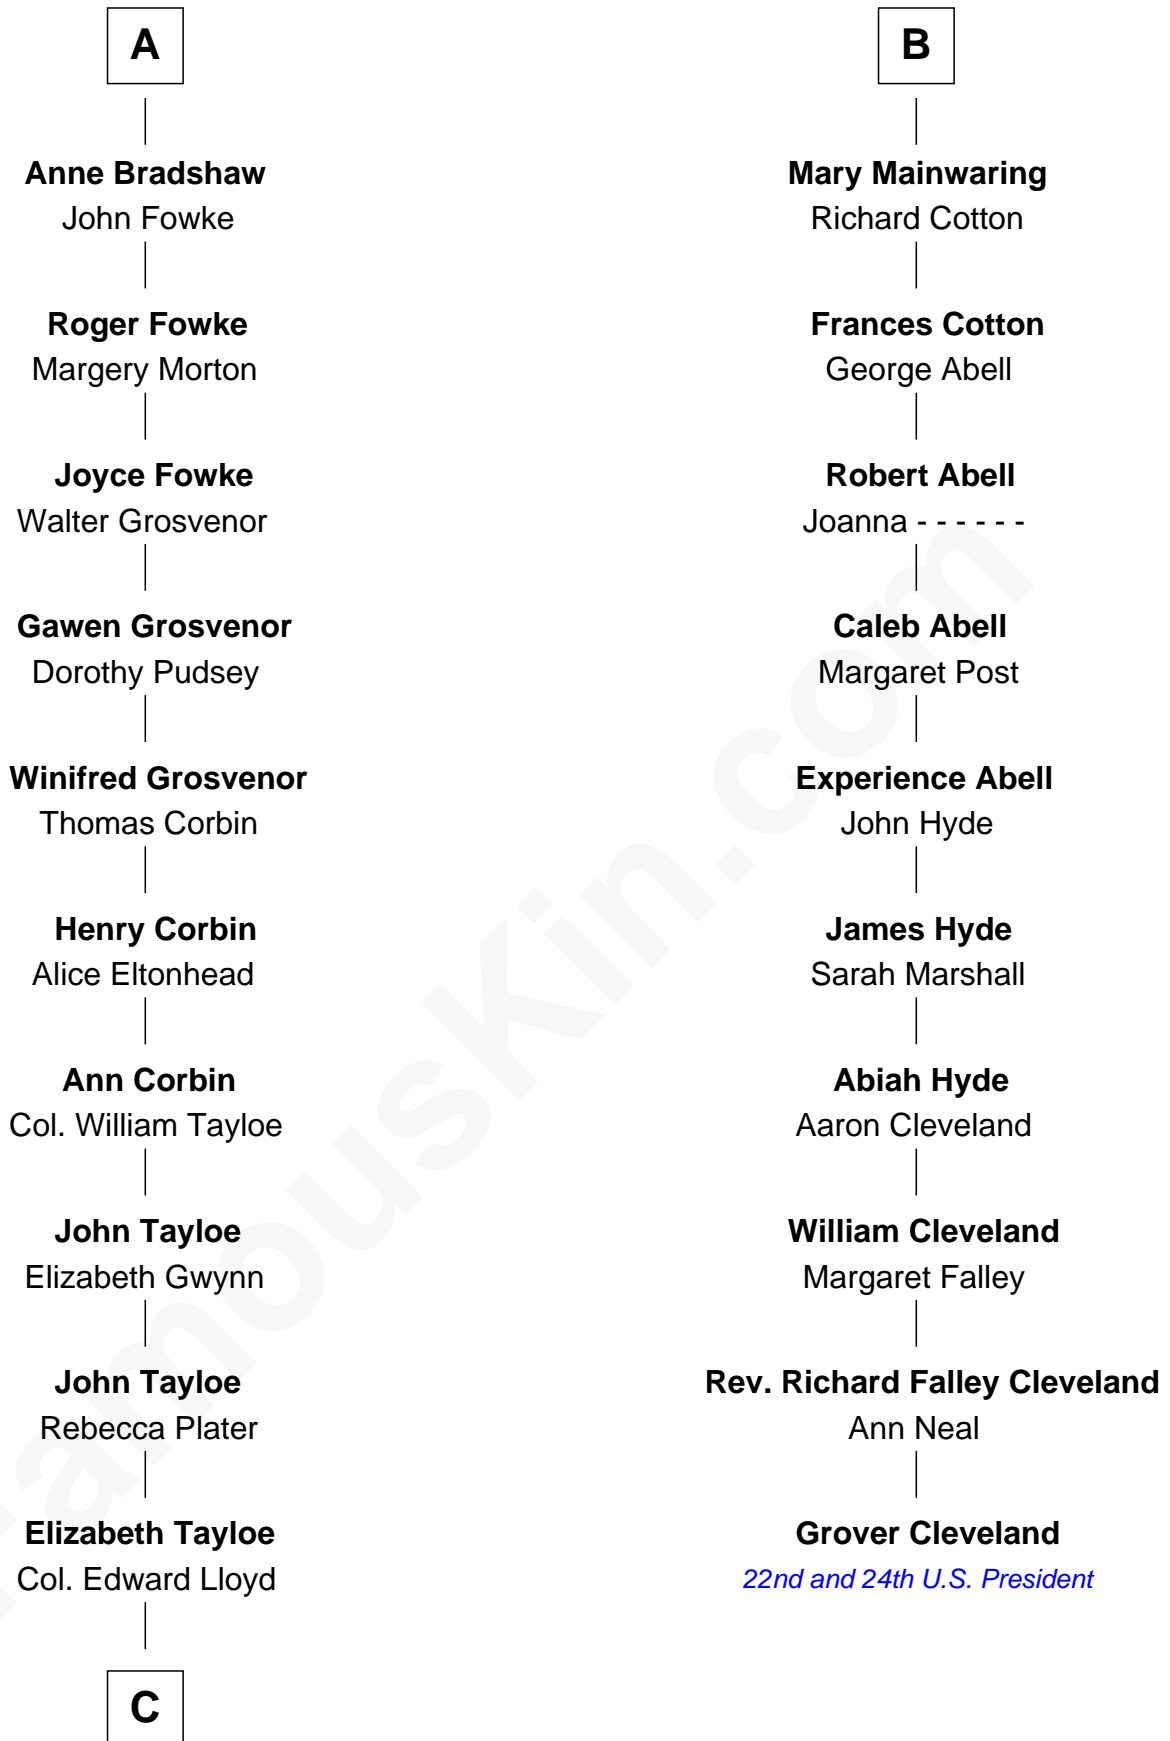 A
Anne Bradshaw
John Fowke
Roger Fowke
Margery Morton
Joyce Fowke
Walter Grosvenor
Gawen Grosvenor
Dorothy Pudsey
Winifred Grosvenor
Thomas Corbin
Henry Corbin
Alice Eltonhead
Ann Corbin
Col. William Tayloe
John Tayloe
Elizabeth Gwynn
John Tayloe
Rebecca Plater
Elizabeth Tayloe
Col. Edward Lloyd
C
B
Mary Mainwaring
Richard Cotton
Frances Cotton
George Abell
Robert Abell
Joanna - - - - - -
Caleb Abell
Margaret Post
Experience Abell
John Hyde
James Hyde
Sarah Marshall
Abiah Hyde
Aaron Cleveland
William Cleveland
Margaret Falley
Rev. Richard Falley Cleveland
Ann Neal
Grover Cleveland
22nd and 24th U.S. President
FamousKin.com